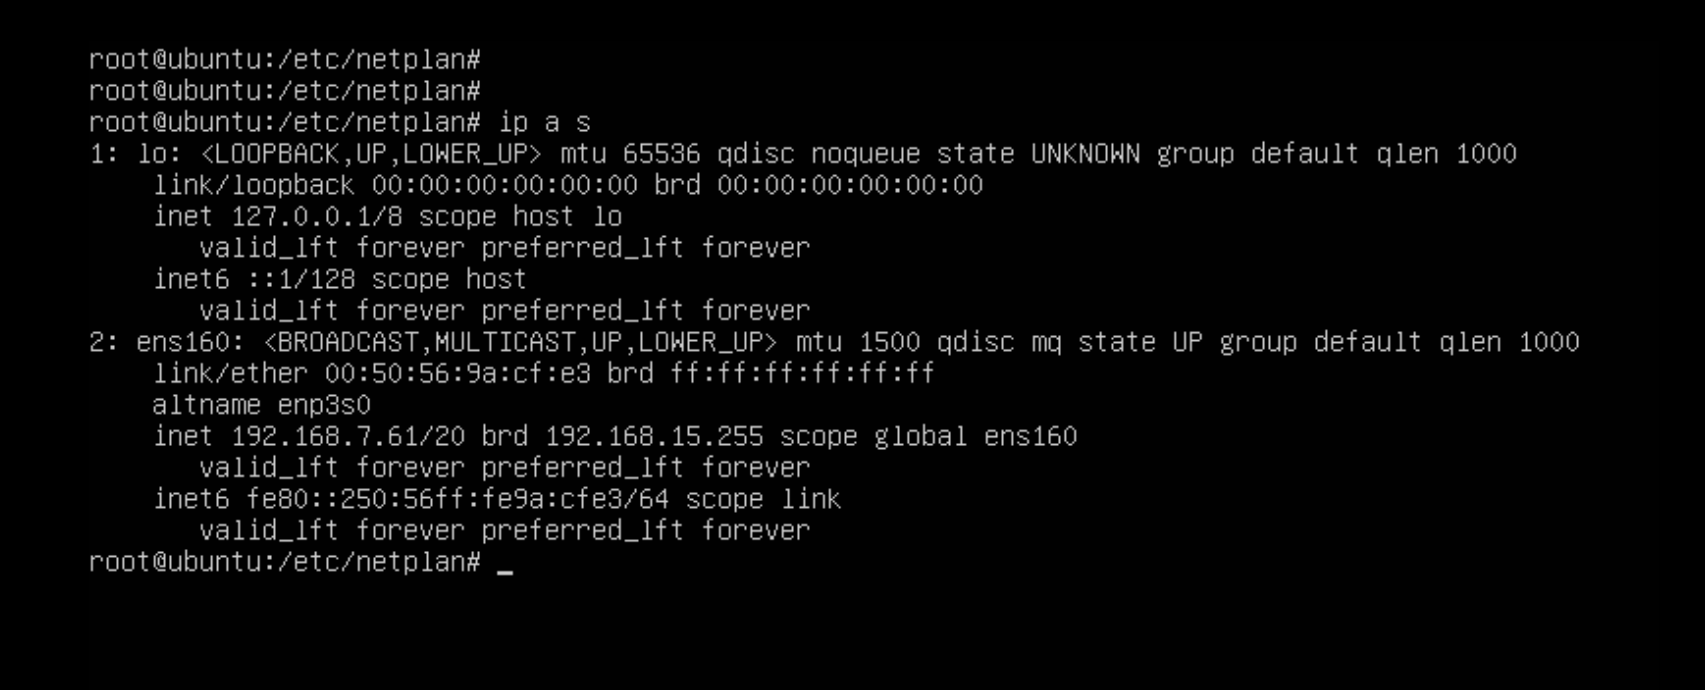 root@ubuntu:/etc/netplan#
root@ubuntu:/etc/netplan#
root@ubuntu:/etc/netplan# ip a s
1: lo: <LOOPBACK,UP,LOWER_UP> mtu 65536 qdisc noqueue state UNKNOWN group default qlen 1000
    link/loopback 00:00:00:00:00:00 brd 00:00:00:00:00:00
    inet 127.0.0.1/8 scope host lo
       valid_lft forever preferred_lft forever
    inet6 ::1/128 scope host
       valid_lft forever preferred_lft forever
2: ens160: <BROADCAST,MULTICAST,UP,LOWER_UP> mtu 1500 qdisc mq state UP group default qlen 1000
    link/ether 00:50:56:9a:cf:e3 brd ff:ff:ff:ff:ff:ff
    altname enp3s0
    inet 192.168.7.61/20 brd 192.168.15.255 scope global ens160
       valid_lft forever preferred_lft forever
    inet6 fe80::250:56ff:fe9a:cfe3/64 scope link
       valid_lft forever preferred_lft forever
root@ubuntu:/etc/netplan# _